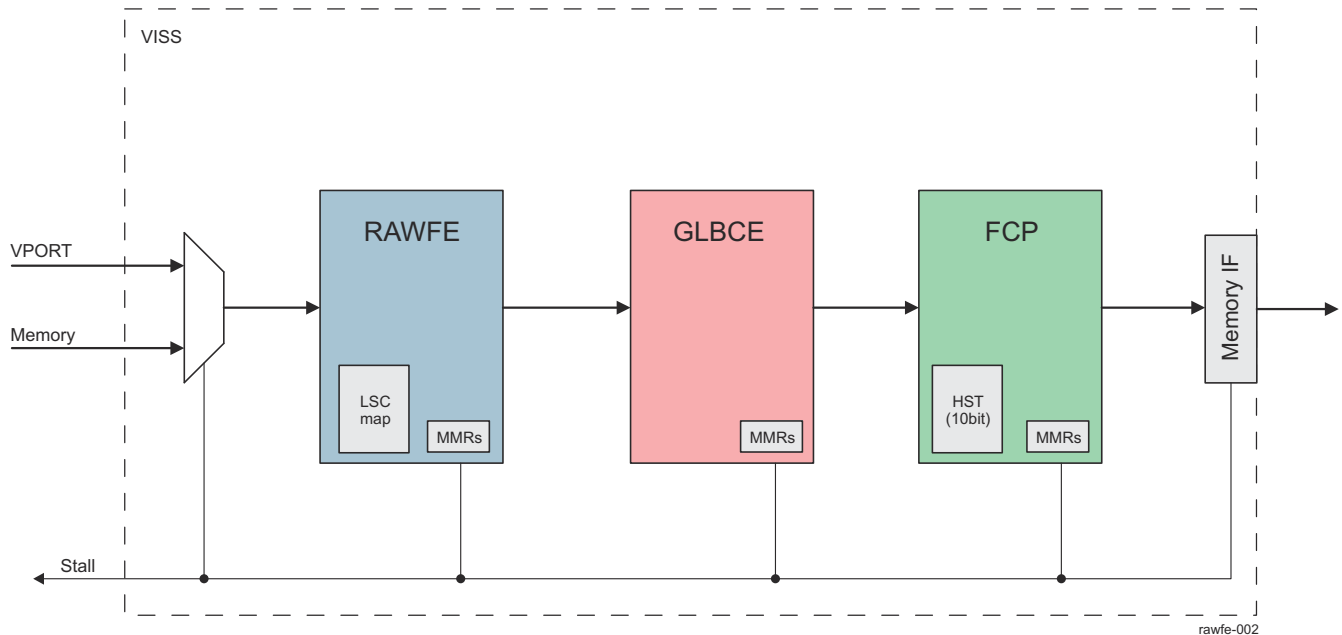 VISS
RAWFE
GLBCE
FCP
VPORT
Memory
Memory IF
LSC
map
MMRs
MMRs
HST
(10bit)
MMRs
Stall
rawfe-002